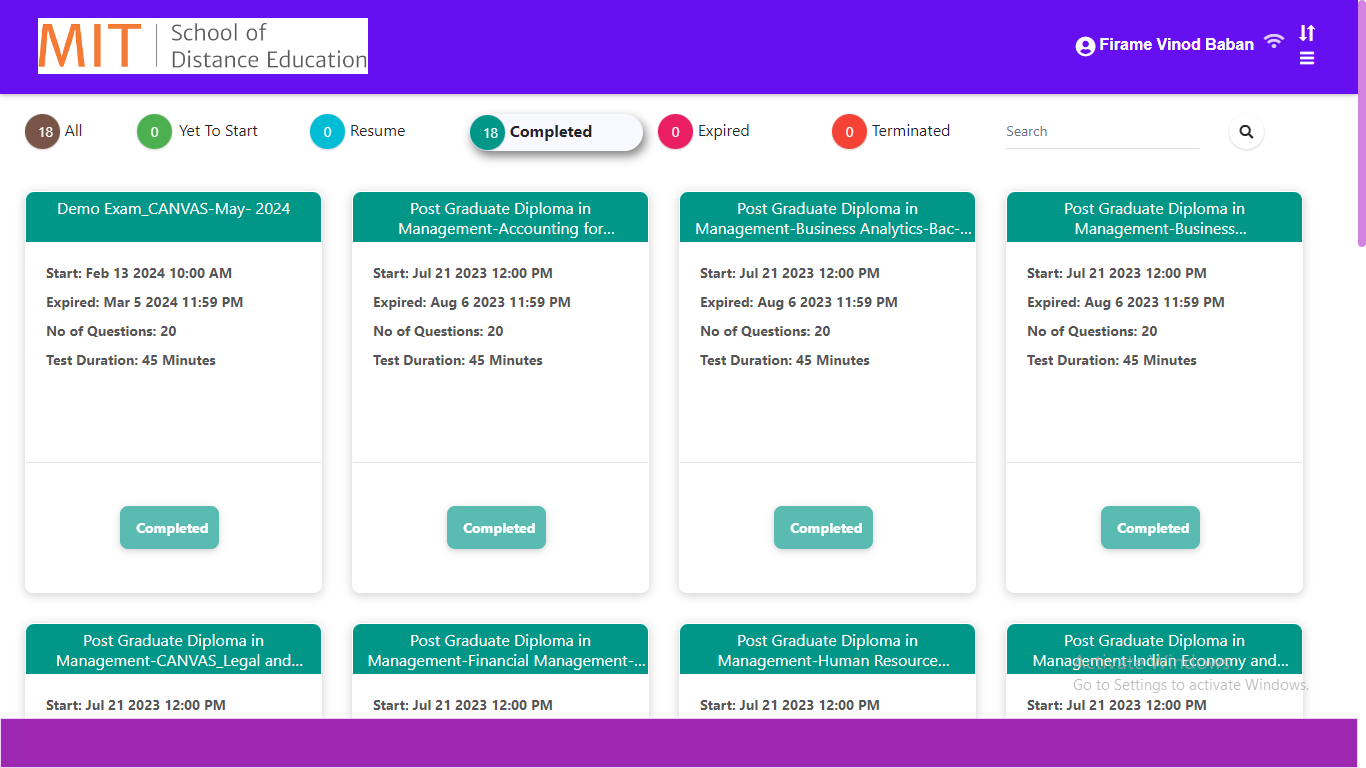 MIT School of
Distance Education
Firame Vinod Baban
18 All
0 Yet To Start
0 Resume
18 Completed
0 Expired
0 Terminated
Search
Demo Exam_CANVAS-May- 2024
Start: Feb 13 2024 10:00 AM
Expired: Mar 5 2024 11:59 PM
No of Questions: 20
Test Duration: 45 Minutes
Completed
Post Graduate Diploma in
Management-Accounting for...
Start: Jul 21 2023 12:00 PM
Expired: Aug 6 2023 11:59 PM
No of Questions: 20
Test Duration: 45 Minutes
Completed
Post Graduate Diploma in
Management-Business Analytics-Bac-...
Start: Jul 21 2023 12:00 PM
Expired: Aug 6 2023 11:59 PM
No of Questions: 20
Test Duration: 45 Minutes
Completed
Post Graduate Diploma in
Management-Business...
Start: Jul 21 2023 12:00 PM
Expired: Aug 6 2023 11:59 PM
No of Questions: 20
Test Duration: 45 Minutes
Completed
Post Graduate Diploma in
Management-CANVAS_Legal and...
Start: Jul 21 2023 12:00 PM
Post Graduate Diploma in
Management-Financial Management-...
Start: Jul 21 2023 12:00 PM
Post Graduate Diploma in
Management-Human Resource...
Start: Jul 21 2023 12:00 PM
Post Graduate Diploma in
Management-Indian Economy and...
Start: Jul 21 2023 12:00 PM
Activate Windows
Go to Settings to activate Windows.